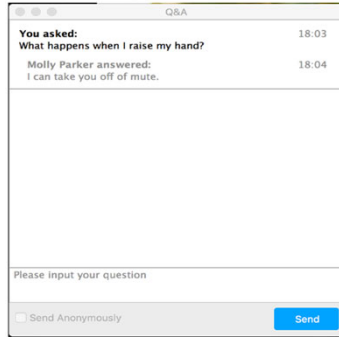 Q&A
You asked: 18:03
What happens when I raise my hand?
Molly Parker answered: 18:04
I can take you off of mute.
Please input your question
Send Anonymously
Send